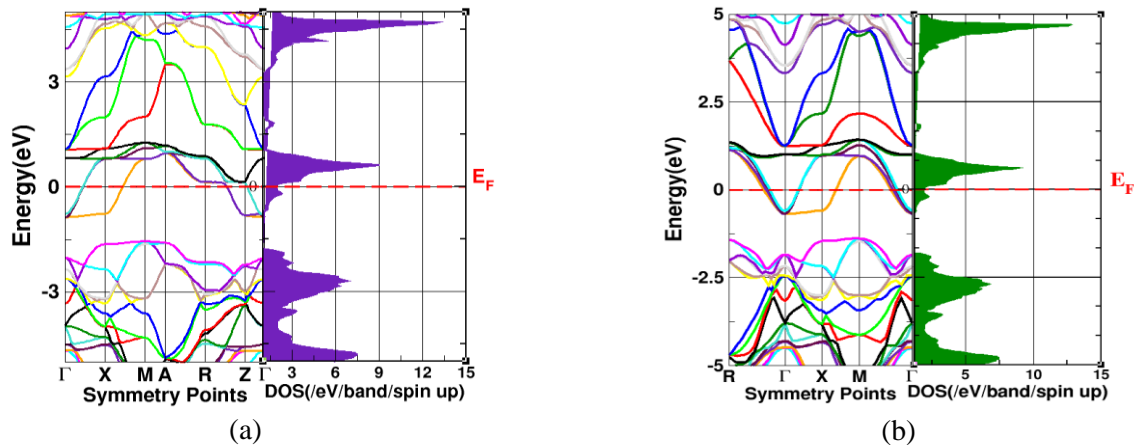 Energy(eV)
3
0
-3
0
E_F
Γ X M A R Z Γ 3 6 9 12 15
Symmetry Points DOS(/eV/band/spin up)
(a)
Energy(eV)
5
2.5
0
-2.5
-5
0
E_F
R Γ X M Γ 5 10 15
Symmetry Points DOS(/eV/band/spin up)
(b)